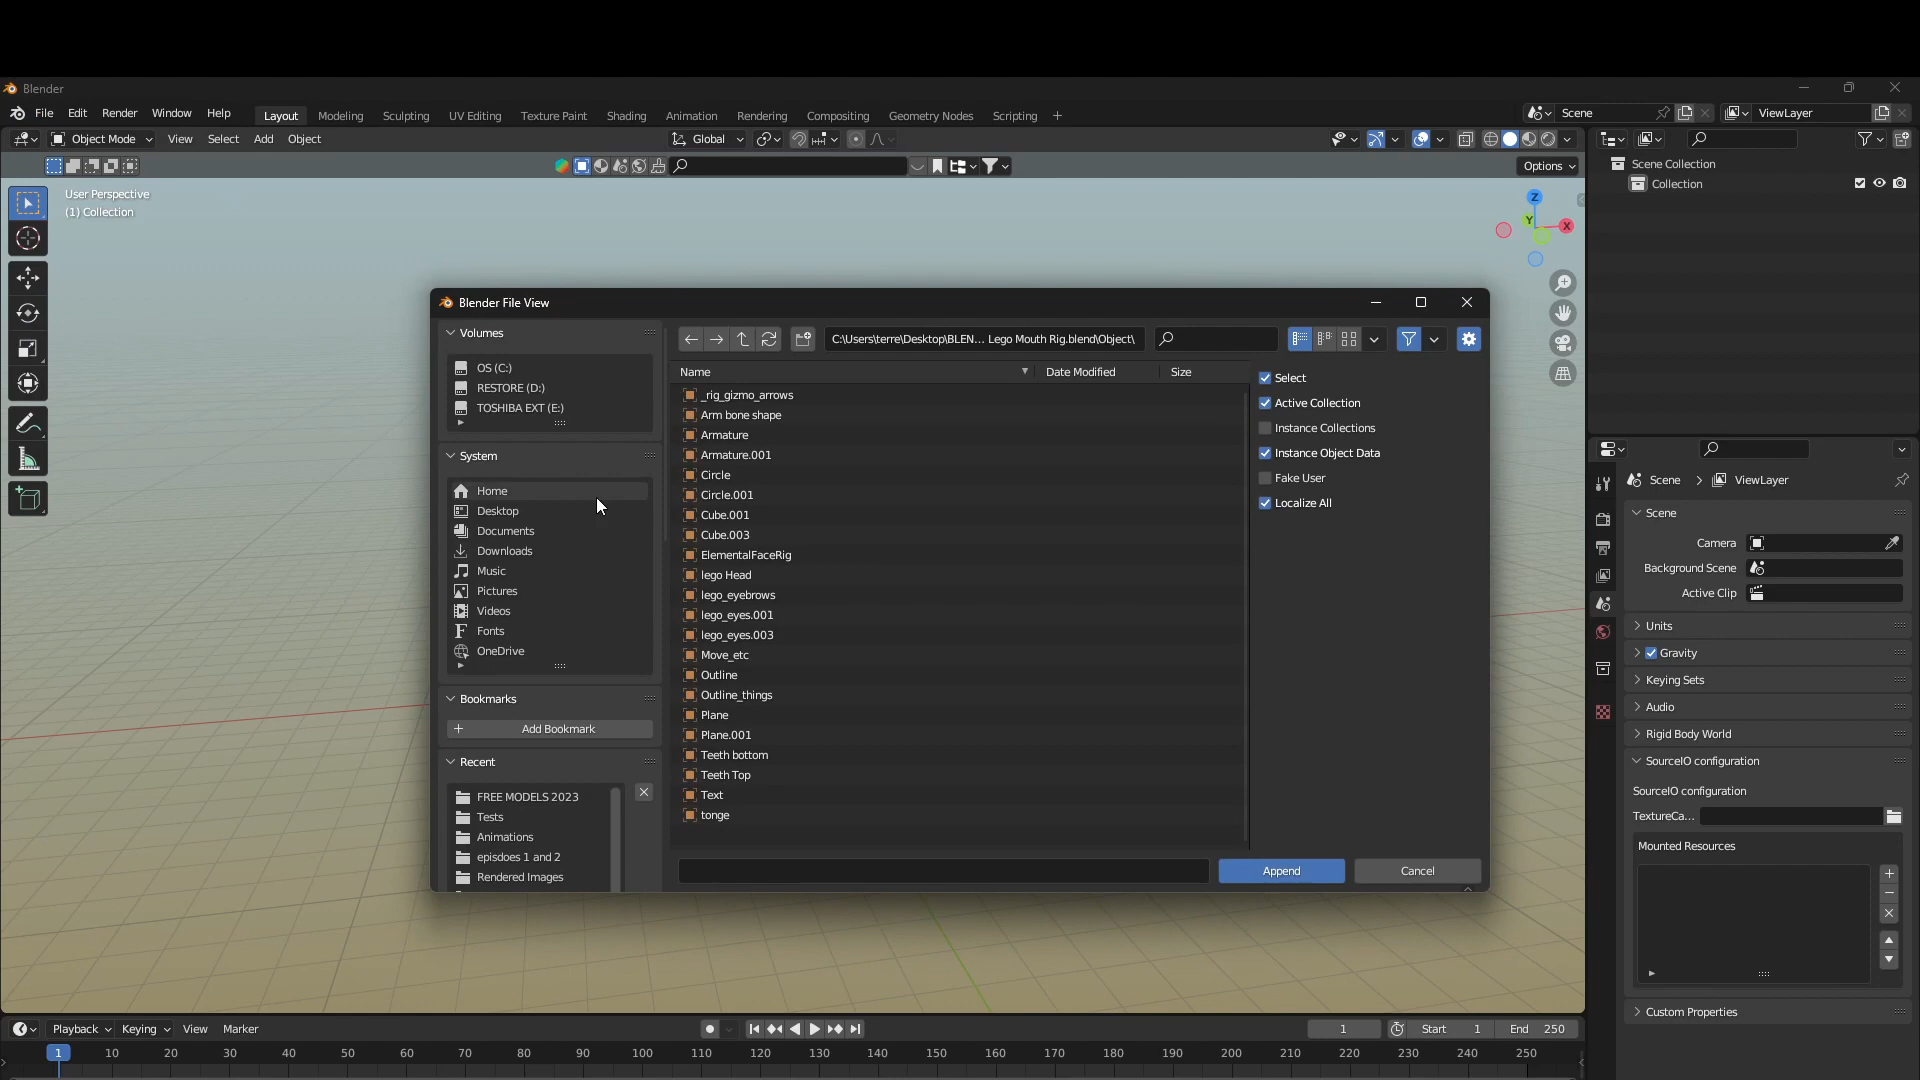 Blender
File Edit Render Window Help Layout Modeling Sculpting UV Editing Texture Paint Shading Animation Rendering Compositing Geometry Nodes Scripting + Scene ViewLayer
Object Mode View Select Add Object Global
Options
User Perspective
(1) Collection
Z
Y
X
Scene Collection
Collection
Blender File View
Volumes
OS (C:)
RESTORE (D:)
TOSHIBA EXT (E:)
System
Home
Desktop
Documents
Downloads
Music
Pictures
Videos
Fonts
OneDrive
Bookmarks
+ Add Bookmark
Recent
FREE MODELS 2023
Tests
Animations
episdoes 1 and 2
Rendered Images
C:\Users\terre\Desktop\BLEN... Lego Mouth Rig.blend\Object\
Name Date Modified Size
_rig_gizmo_arrows
Arm bone shape
Armature
Armature.001
Circle
Circle.001
Cube.001
Cube.003
ElementalFaceRig
lego Head
lego_eyebrows
lego_eyes.001
lego_eyes.003
Move_etc
Outline
Outline_things
Plane
Plane.001
Teeth bottom
Teeth Top
Text
tonge
Select
Active Collection
Instance Collections
Instance Object Data
Fake User
Localize All
Append Cancel
Scene ViewLayer
Scene
Camera
Background Scene
Active Clip
Units
Gravity
Keying Sets
Audio
Rigid Body World
SourceIO configuration
SourceIO configuration
TextureCa...
Mounted Resources
Custom Properties
Playback Keying View Marker 1 Start 1 End 250
1 10 20 30 40 50 60 70 80 90 100 110 120 130 140 150 160 170 180 190 200 210 220 230 240 250